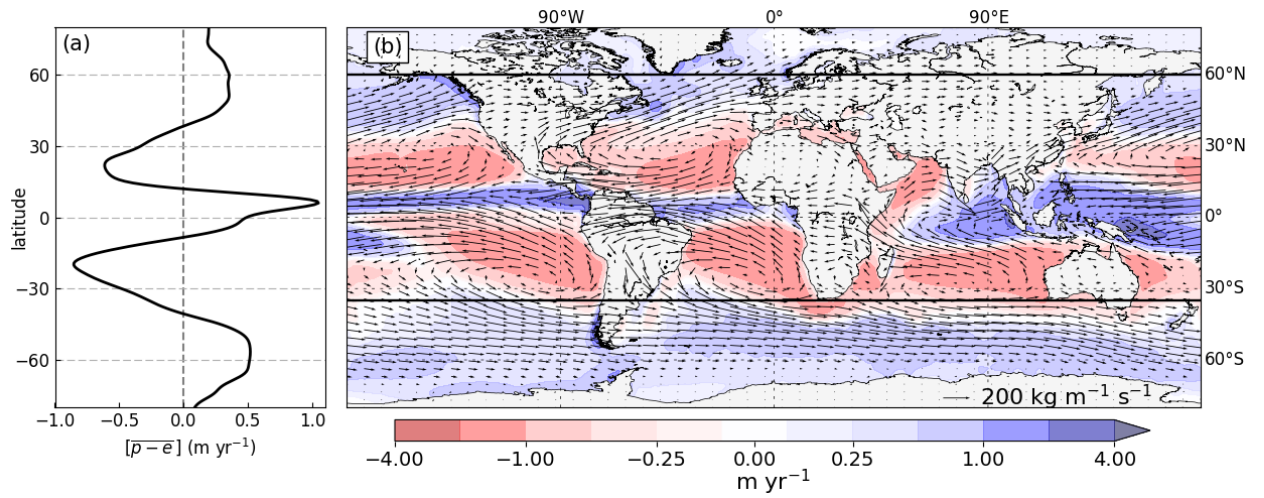 (a)
60
30
0
−30
−60
latitude
−1.0 −0.5 0.0 0.5 1.0
[p̅ − e̅] (m yr⁻¹)
90°W 0° 90°E
(b)
60°N
30°N
0°
30°S
60°S
200 kg m⁻¹ s⁻¹
−4.00 −1.00 −0.25 0.00 0.25 1.00 4.00
m yr⁻¹